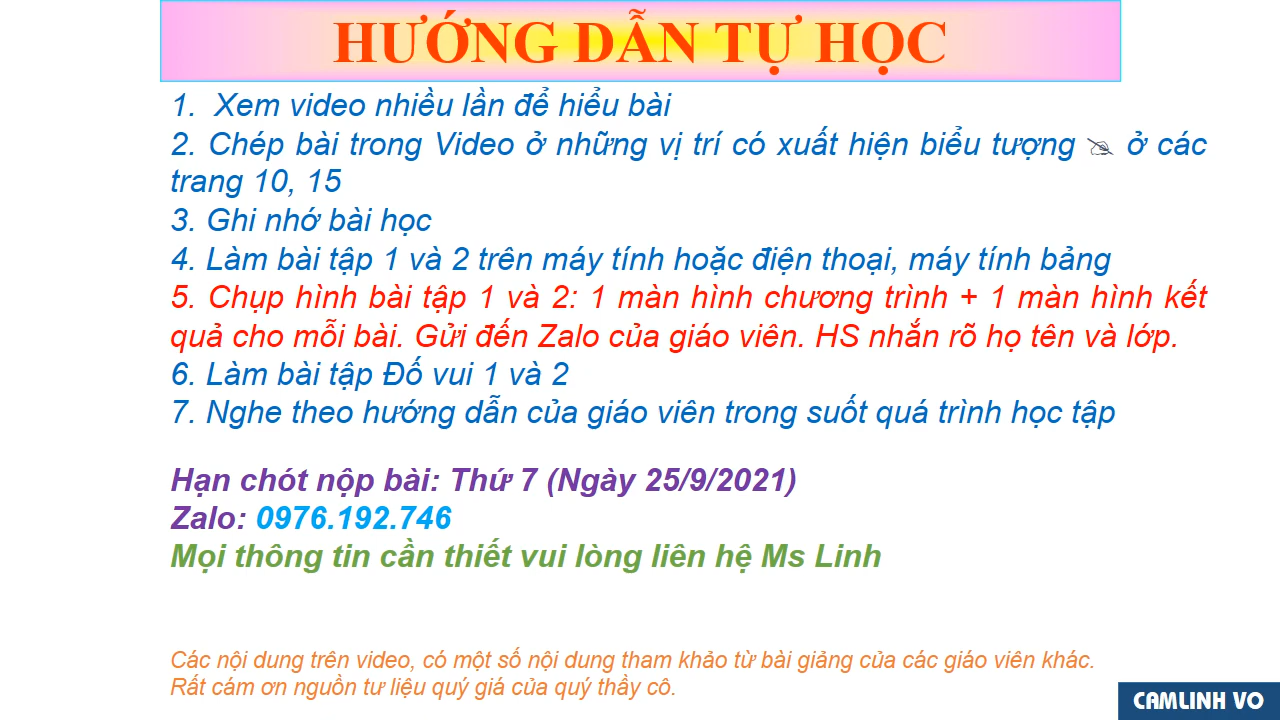 HƯỚNG DẪN TỰ HỌC
1. Xem video nhiều lần để hiểu bài
2. Chép bài trong Video ở những vị trí có xuất hiện biểu tượng ✍ ở các
trang 10, 15
3. Ghi nhớ bài học
4. Làm bài tập 1 và 2 trên máy tính hoặc điện thoại, máy tính bảng
5. Chụp hình bài tập 1 và 2: 1 màn hình chương trình + 1 màn hình kết
quả cho mỗi bài. Gửi đến Zalo của giáo viên. HS nhắn rõ họ tên và lớp.
6. Làm bài tập Đố vui 1 và 2
7. Nghe theo hướng dẫn của giáo viên trong suốt quá trình học tập
Hạn chót nộp bài: Thứ 7 (Ngày 25/9/2021)
Zalo: 0976.192.746
Mọi thông tin cần thiết vui lòng liên hệ Ms Linh
Các nội dung trên video, có một số nội dung tham khảo từ bài giảng của các giáo viên khác.
Rất cám ơn nguồn tư liệu quý giá của quý thầy cô.
CAMLINH VO